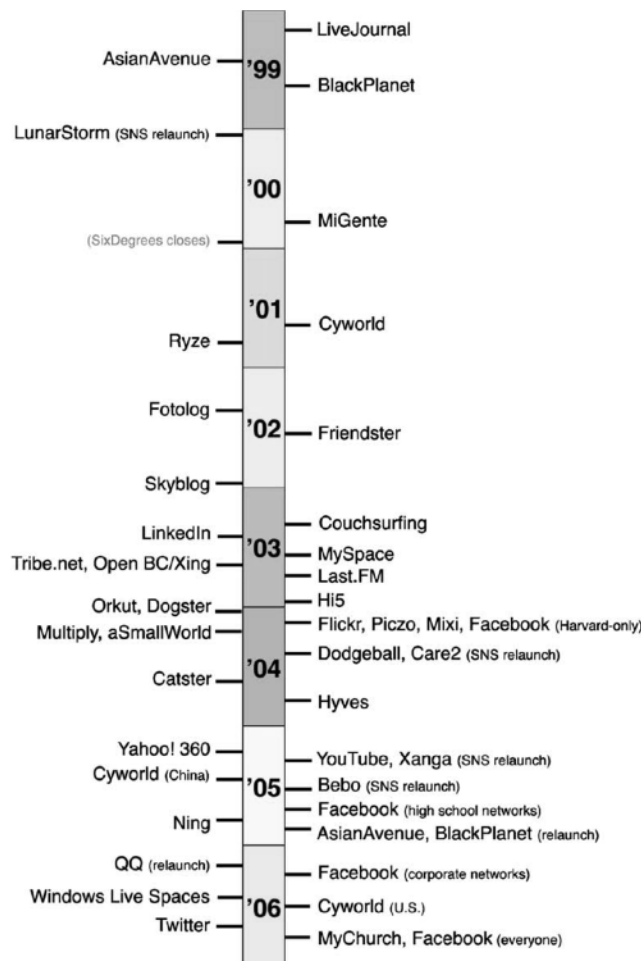 LiveJournal
AsianAvenue
'99
BlackPlanet
LunarStorm (SNS relaunch)
'00
MiGente
(SixDegrees closes)
'01
Cyworld
Ryze
Fotolog
'02
Friendster
Skyblog
Couchsurfing
LinkedIn
'03
MySpace
Tribe.net, Open BC/Xing
Last.FM
Hi5
Orkut, Dogster
Flickr, Piczo, Mixi, Facebook (Harvard-only)
Multiply, aSmallWorld
Dodgeball, Care2 (SNS relaunch)
'04
Catster
Hyves
Yahoo! 360
YouTube, Xanga (SNS relaunch)
Cyworld (China)
'05
Bebo (SNS relaunch)
Facebook (high school networks)
Ning
AsianAvenue, BlackPlanet (relaunch)
QQ (relaunch)
Facebook (corporate networks)
Windows Live Spaces
'06
Cyworld (U.S.)
Twitter
MyChurch, Facebook (everyone)